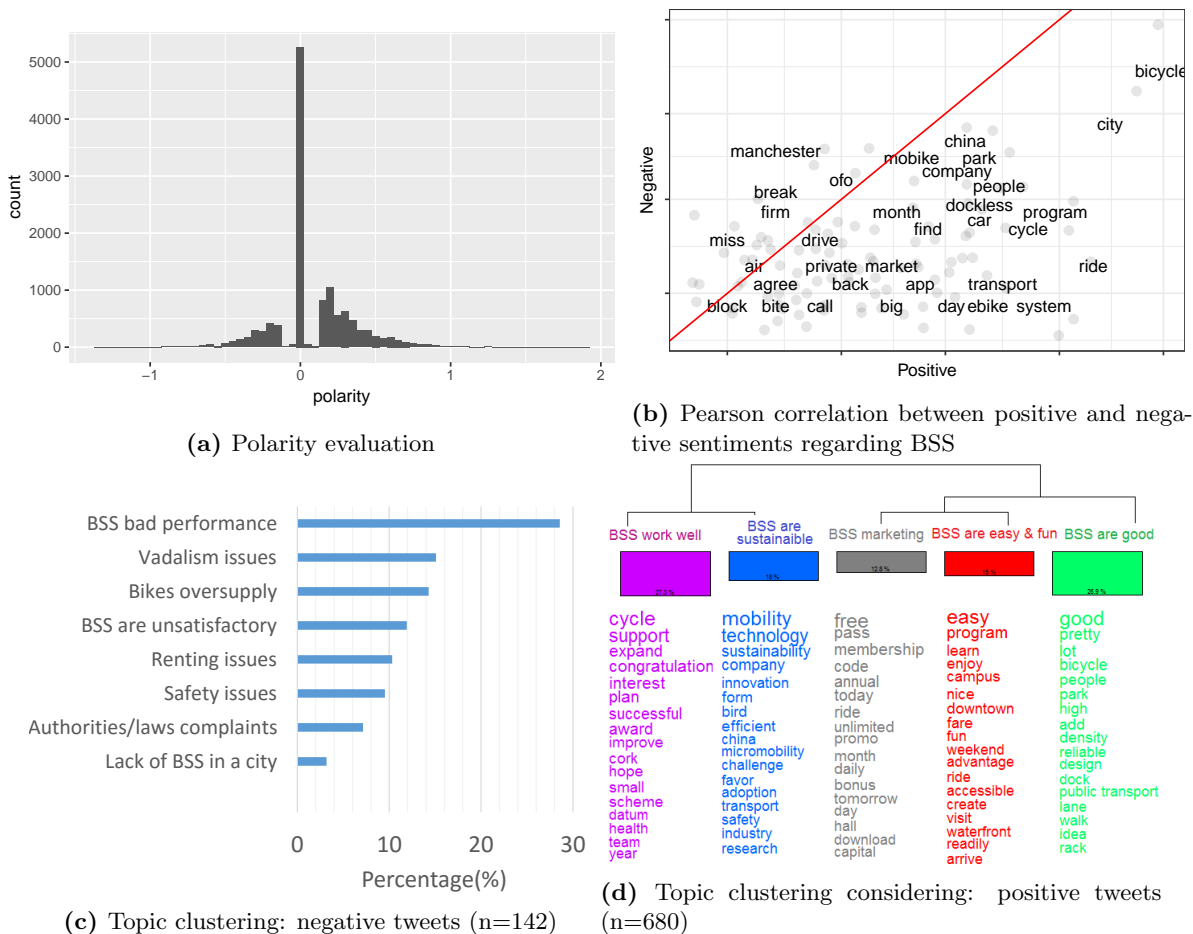 5000
4000
3000
2000
1000
0
count
−1
0
1
2
polarity
(a) Polarity evaluation
Negative
bicycle
city
china
manchester
mobike
park
company
ofo
people
break
dockless
firm
month
car
program
find
cycle
miss
drive
air
private
market
ride
agree
back
app
transport
block
bite
call
big
day
ebike
system
Positive
(b) Pearson correlation between positive and nega-
tive sentiments regarding BSS
BSS bad performance
Vadalism issues
Bikes oversupply
BSS are unsatisfactory
Renting issues
Safety issues
Authorities/laws complaints
Lack of BSS in a city
0
10
20
30
Percentage(%)
(c) Topic clustering: negative tweets (n=142)
BSS work well
27.3 %
cycle
support
expand
congratulation
interest
plan
successful
award
improve
cork
hope
small
scheme
datum
health
team
year
BSS are
sustainaible
18 %
mobility
technology
sustainability
company
innovation
form
bird
efficient
china
micromobility
challenge
favor
adoption
transport
safety
industry
research
BSS marketing
12.8 %
free
pass
membership
code
annual
today
ride
unlimited
promo
month
daily
bonus
tomorrow
day
hall
download
capital
BSS are easy & fun
15 %
easy
program
learn
enjoy
campus
nice
downtown
fare
fun
weekend
advantage
ride
accessible
create
visit
waterfront
readily
arrive
BSS are good
26.9 %
good
pretty
lot
bicycle
people
park
high
add
density
reliable
design
dock
public transport
lane
walk
idea
rack
(d) Topic clustering considering: positive tweets
(n=680)